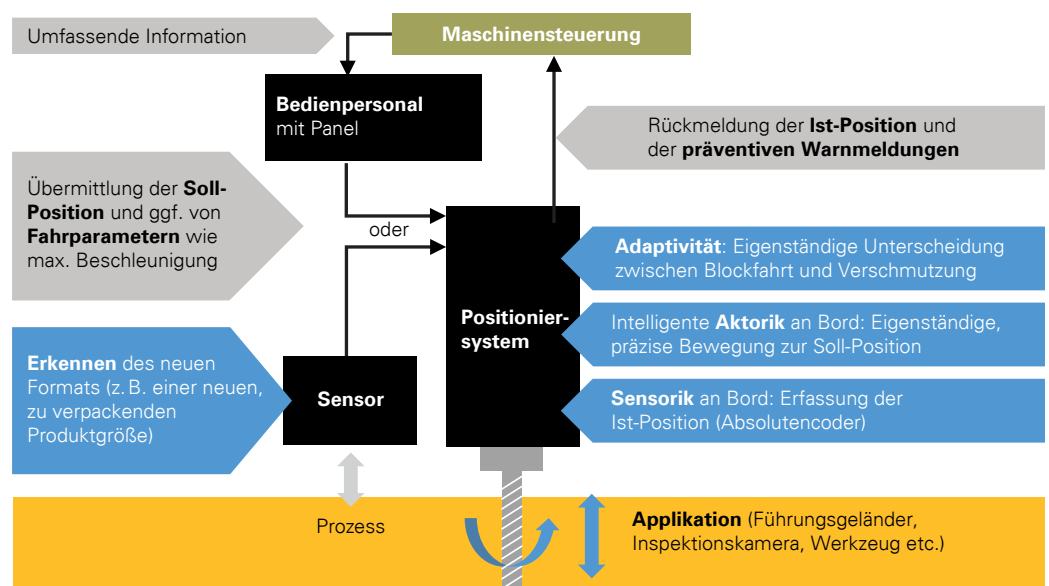 Umfassende Information
Maschinensteuerung
Bedienpersonal
mit Panel
Rückmeldung der Ist-Position und
der präventiven Warnmeldungen
Übermittlung der Soll-
Position und ggf. von
Fahrparametern wie
max. Beschleunigung
oder
Adaptivität: Eigenständige Unterscheidung
zwischen Blockfahrt und Verschmutzung
Positionier-
system
Intelligente Aktorik an Bord: Eigenständige,
präzise Bewegung zur Soll-Position
Erkennen des neuen
Formats (z. B. einer neuen,
zu verpackenden
Produktgröße)
Sensor
Sensorik an Bord: Erfassung der
Ist-Position (Absolutencoder)
Prozess
Applikation (Führungsgeländer,
Inspektionskamera, Werkzeug etc.)